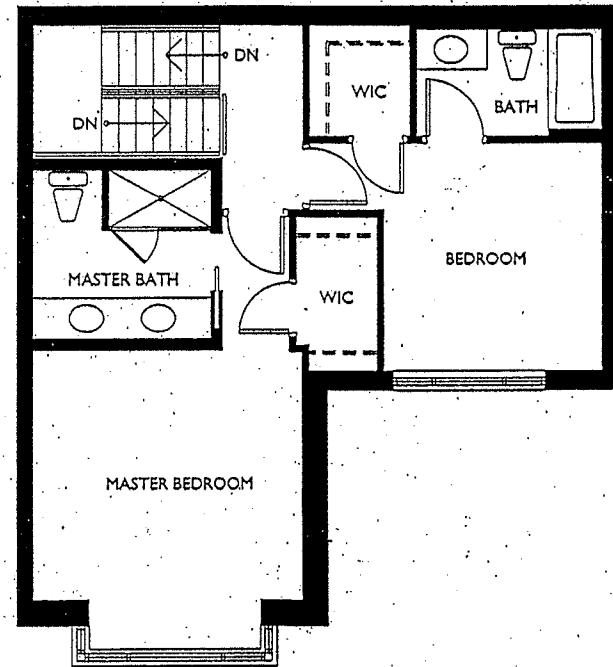 DN
WIC
BATH
DN
BEDROOM
MASTER BATH
WIC
MASTER BEDROOM